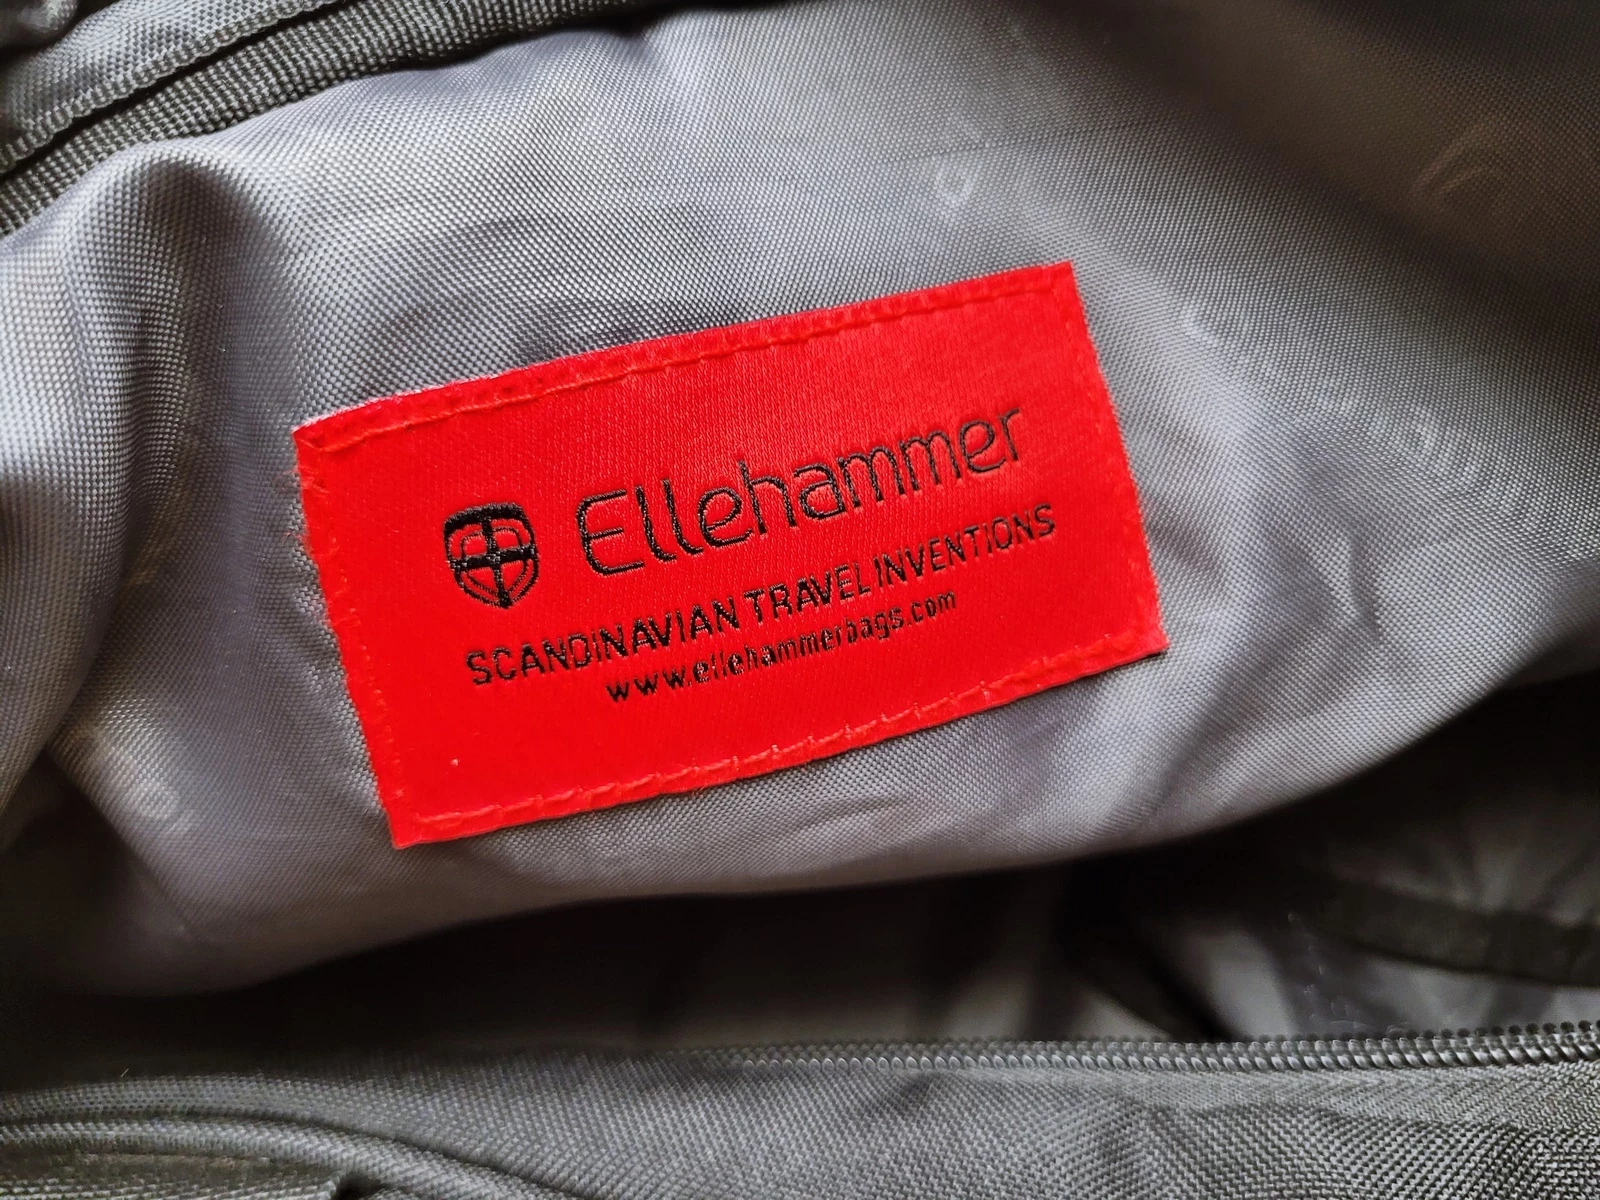 Ellehammer
SCANDINAVIAN TRAVEL INVENTIONS
www.ellehammerbags.com